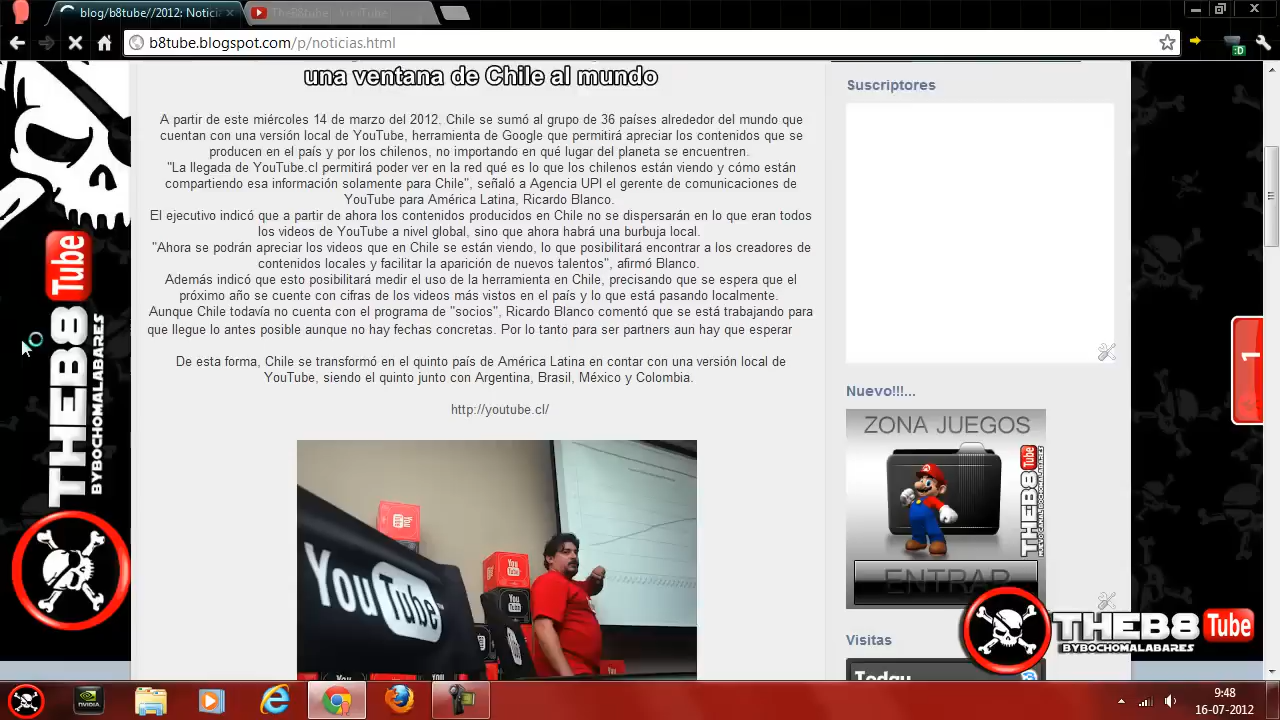 blog/b8tube//2012: Notici
TheB8tube - YouTube
b8tube.blogspot.com/p/noticias.html
una ventana de Chile al mundo
A partir de este miércoles 14 de marzo del 2012, Chile se sumó al grupo de 36 países alrededor del mundo que
cuentan con una versión local de YouTube, herramienta de Google que permitirá apreciar los contenidos que se
producen en el país y por los chilenos, no importando en qué lugar del planeta se encuentren.
"La llegada de YouTube.cl permitirá poder ver en la red qué es lo que los chilenos están viendo y cómo están
compartiendo esa información solamente para Chile", señaló a Agencia UPI el gerente de comunicaciones de
YouTube para América Latina, Ricardo Blanco.
El ejecutivo indicó que a partir de ahora los contenidos producidos en Chile no se dispersarán en lo que eran todos
los videos de YouTube a nivel global, sino que ahora habrá una burbuja local.
"Ahora se podrán apreciar los videos que en Chile se están viendo, lo que posibilitará encontrar a los creadores de
contenidos locales y facilitar la aparición de nuevos talentos", afirmó Blanco.
Además indicó que esto posibilitará medir el uso de la herramienta en Chile, precisando que se espera que el
próximo año se cuente con cifras de los videos más vistos en el país y lo que está pasando localmente.
Aunque Chile todavía no cuenta con el programa de "socios", Ricardo Blanco comentó que se está trabajando para
que llegue lo antes posible aunque no hay fechas concretas. Por lo tanto para ser partners aun hay que esperar
De esta forma, Chile se transformó en el quinto país de América Latina en contar con una versión local de
YouTube, siendo el quinto junto con Argentina, Brasil, México y Colombia.
http://youtube.cl/
YouTube
Suscriptores
Nuevo!!!...
ZONA JUEGOS
THEB8 Tube
ENTRAR
Visitas
Today
THEB8 Tube
BYBOCHOMALABARES
THEB8 Tube
BYBOCHOMALABARES
1
:D
NVIDIA
9:48
16-07-2012